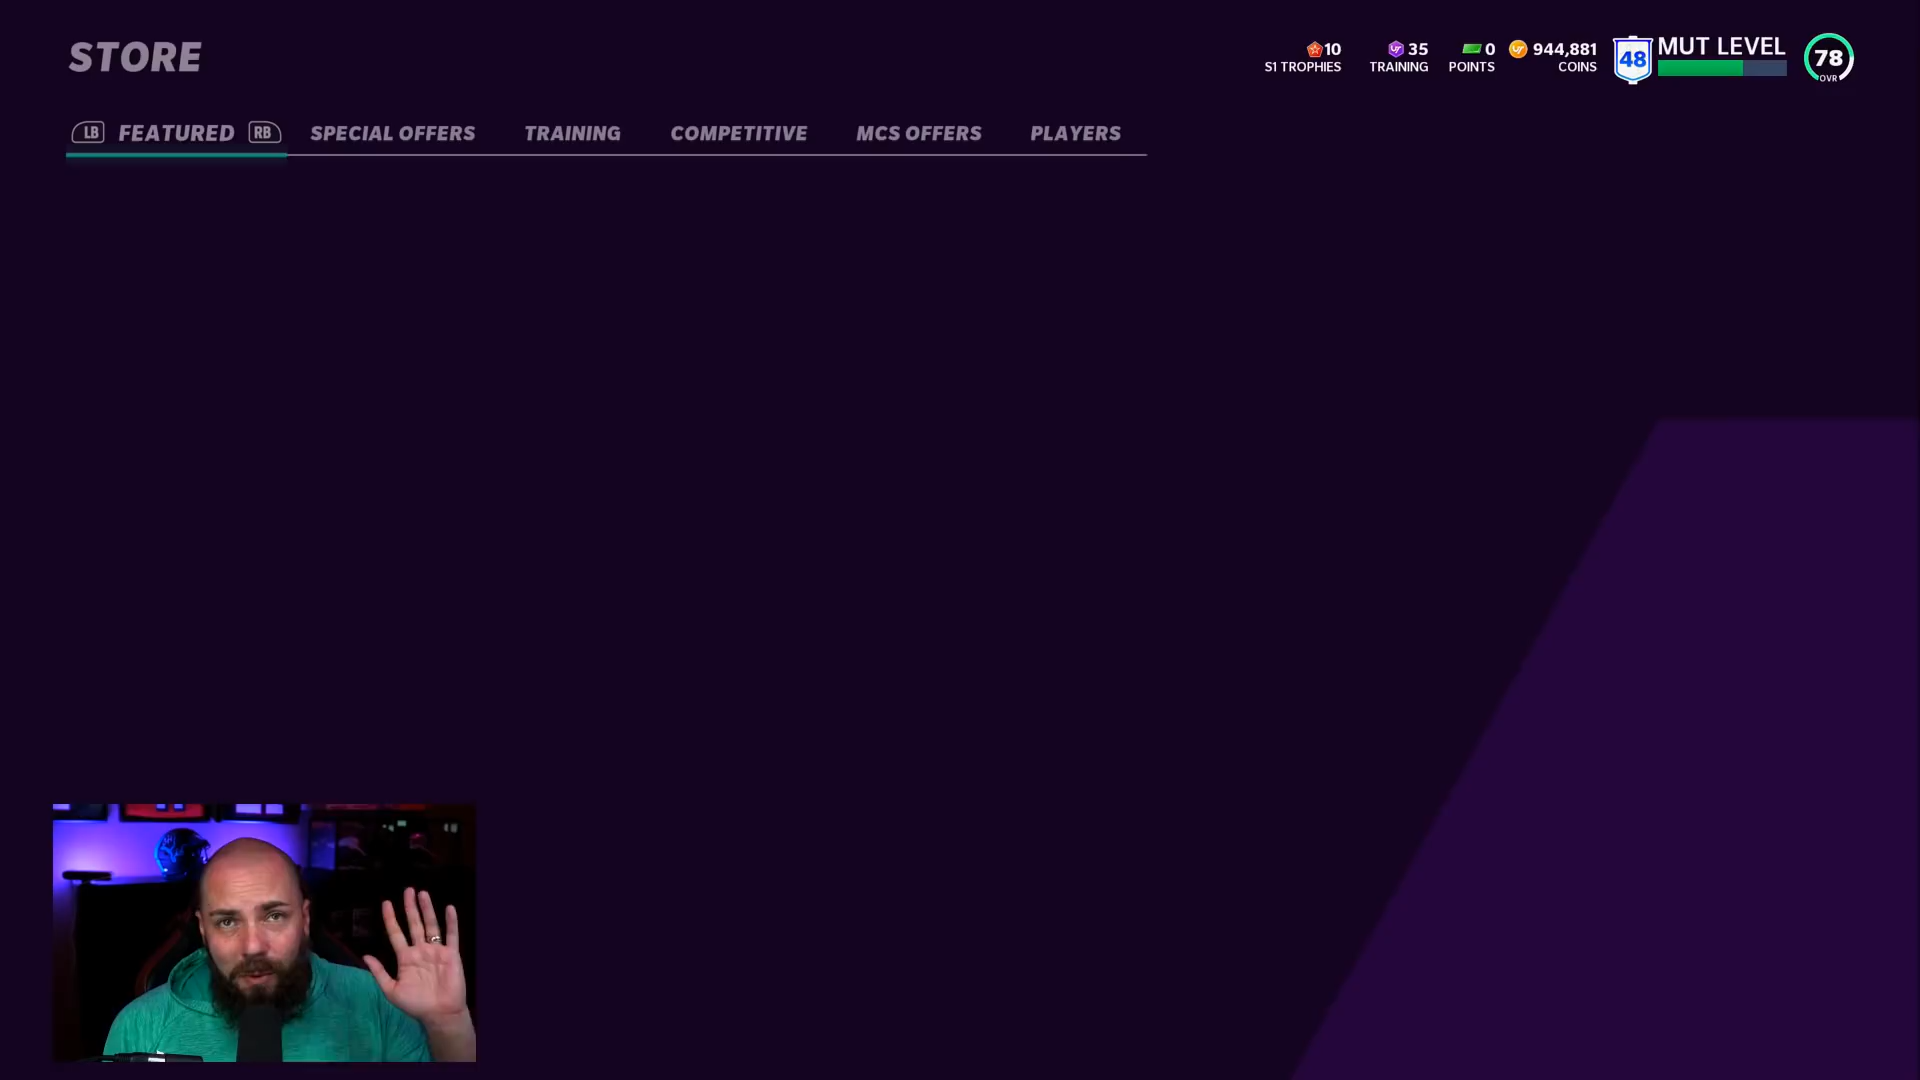 STORE
10
S1 TROPHIES
35
TRAINING
0
POINTS
944,881
COINS
48
MUT LEVEL
78
OVR
LB FEATURED RB SPECIAL OFFERS TRAINING COMPETITIVE MCS OFFERS PLAYERS